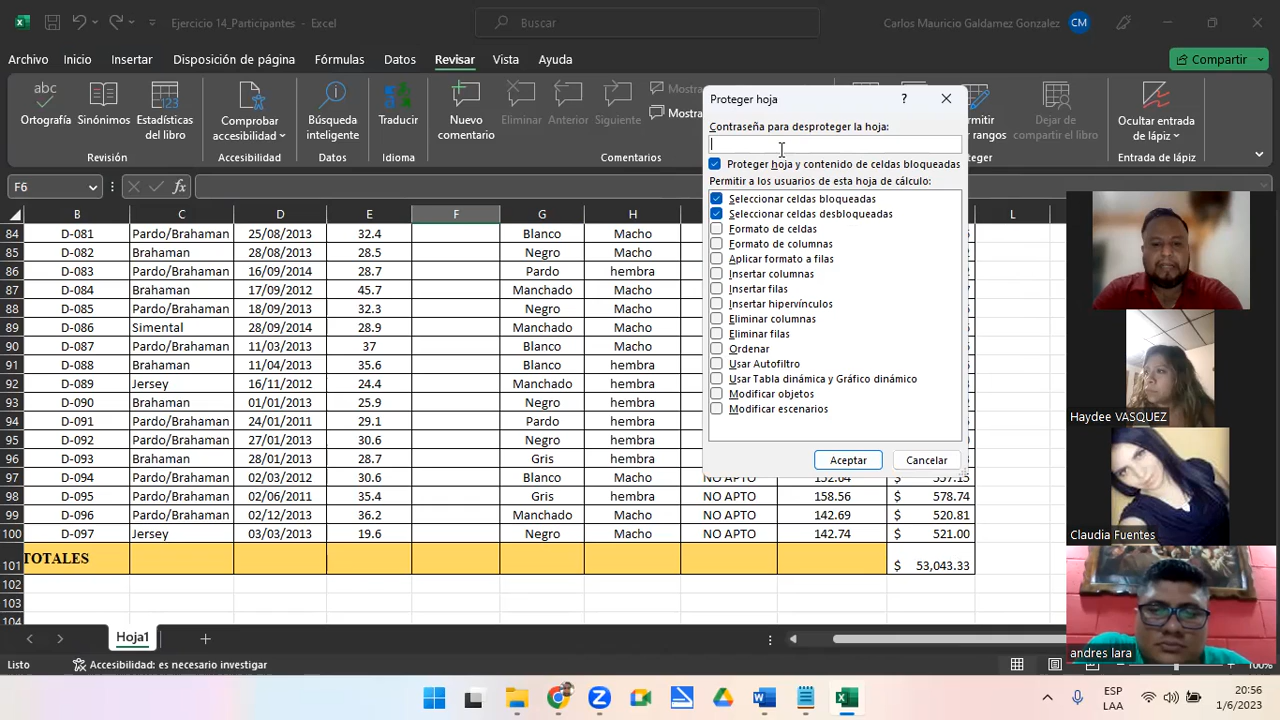 Ejercicio 14_Participantes - Excel
Buscar
Carlos Mauricio Galdamez Gonzalez CM
Archivo Inicio Insertar Disposición de página Fórmulas Datos Revisar Vista Ayuda
Compartir
Ortografía Sinónimos Estadísticas del libro
Revisión
Comprobar accesibilidad
Accesibilidad
Búsqueda inteligente
Datos
Traducir
Idioma
Nuevo comentario Eliminar Anterior Siguiente
Comentarios
Dejar de compartir
Ocultar entrada de lápiz
Entrada de lápiz
Proteger hoja
?
Contraseña para desproteger la hoja:
Proteger hoja y contenido de celdas bloqueadas
Permitir a los usuarios de esta hoja de cálculo:
Seleccionar celdas bloqueadas
Seleccionar celdas desbloqueadas
Formato de celdas
Formato de columnas
Aplicar formato a filas
Insertar columnas
Insertar filas
Insertar hipervínculos
Eliminar columnas
Eliminar filas
Ordenar
Usar Autofiltro
Usar Tabla dinámica y Gráfico dinámico
Modificar objetos
Modificar escenarios
Aceptar Cancelar
F6 fx
B C D E F G H L
84 D-081 Pardo/Brahaman 25/08/2013 32.4 Blanco Macho
85 D-082 Brahaman 28/08/2013 28.5 Negro Macho
86 D-083 Pardo/Brahaman 16/09/2014 28.7 Pardo hembra
87 D-084 Brahaman 17/09/2012 45.7 Manchado Macho
88 D-085 Pardo/Brahaman 18/09/2013 32.3 Negro Macho
89 D-086 Simental 28/09/2014 28.9 Manchado Macho
90 D-087 Pardo/Brahaman 11/03/2013 37 Blanco Macho
91 D-088 Brahaman 11/04/2013 35.6 Blanco hembra
92 D-089 Jersey 16/11/2012 24.4 Manchado hembra
93 D-090 Brahaman 01/01/2013 25.9 Negro hembra
94 D-091 Pardo/Brahaman 24/01/2011 29.1 Pardo hembra
95 D-092 Pardo/Brahaman 27/01/2013 30.6 Negro Macho
96 D-093 Brahaman 26/01/2013 28.7 Gris hembra
97 D-094 Pardo/Brahaman 02/03/2012 30.6 Blanco Macho NO APTO
98 D-095 Pardo/Brahaman 02/06/2011 35.4 Gris hembra NO APTO 158.56 $ 578.74
99 D-096 Pardo/Brahaman 02/12/2013 36.2 Manchado Macho NO APTO 142.69 $ 520.81
100 D-097 Jersey 03/03/2013 19.6 Negro Macho NO APTO 142.74 $ 521.00
101 TOTALES $ 53,043.33
102
103
Hoja1
Listo Accesibilidad: es necesario investigar
Haydee VASQUEZ
Claudia Fuentes
andres lara
ESP
LAA
20:56
1/6/2023